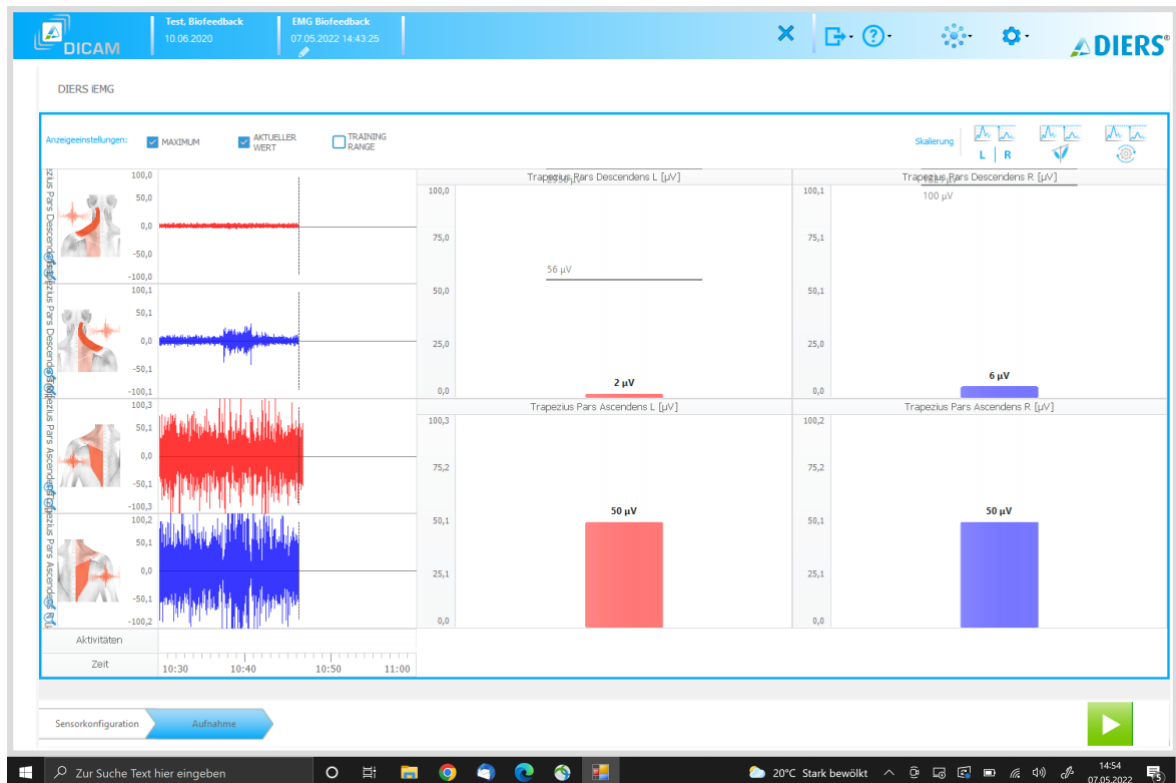 DICAM
Test, Biofeedback
10.06.2020
EMG Biofeedback
07.05.2022 14:43:25
DIERS®
DIERS iEMG
Anzeigeeinstellungen:
MAXIMUM
AKTUELLER
WERT
TRAINING
RANGE
Skalierung
L | R
100,0
50,0
0,0
-50,0
-100,0
100,1
50,1
0,0
-50,1
-100,1
Pars Descendens
100,3
50,1
0,0
-50,1
-100,3
Pars Ascendens
100,2
50,1
0,0
-50,1
-100,2
Pars Ascendens R
Trapezius Pars Descendens L [µV]
100,0
75,0
50,0
25,0
0,0
56 µV
2 µV
Trapezius Pars Descendens R [µV]
100 µV
100,1
75,1
50,1
25,0
0,0
6 µV
Trapezius Pars Ascendens L [µV]
100,3
75,2
50,1
25,1
0,0
50 µV
Trapezius Pars Ascendens R [µV]
100,2
75,2
50,1
25,1
0,0
50 µV
Aktivitäten
Zeit
10:30 10:40 10:50 11:00
Sensorkonfiguration
Aufnahme
Zur Suche Text hier eingeben
20°C Stark bewölkt
14:54
07.05.2022